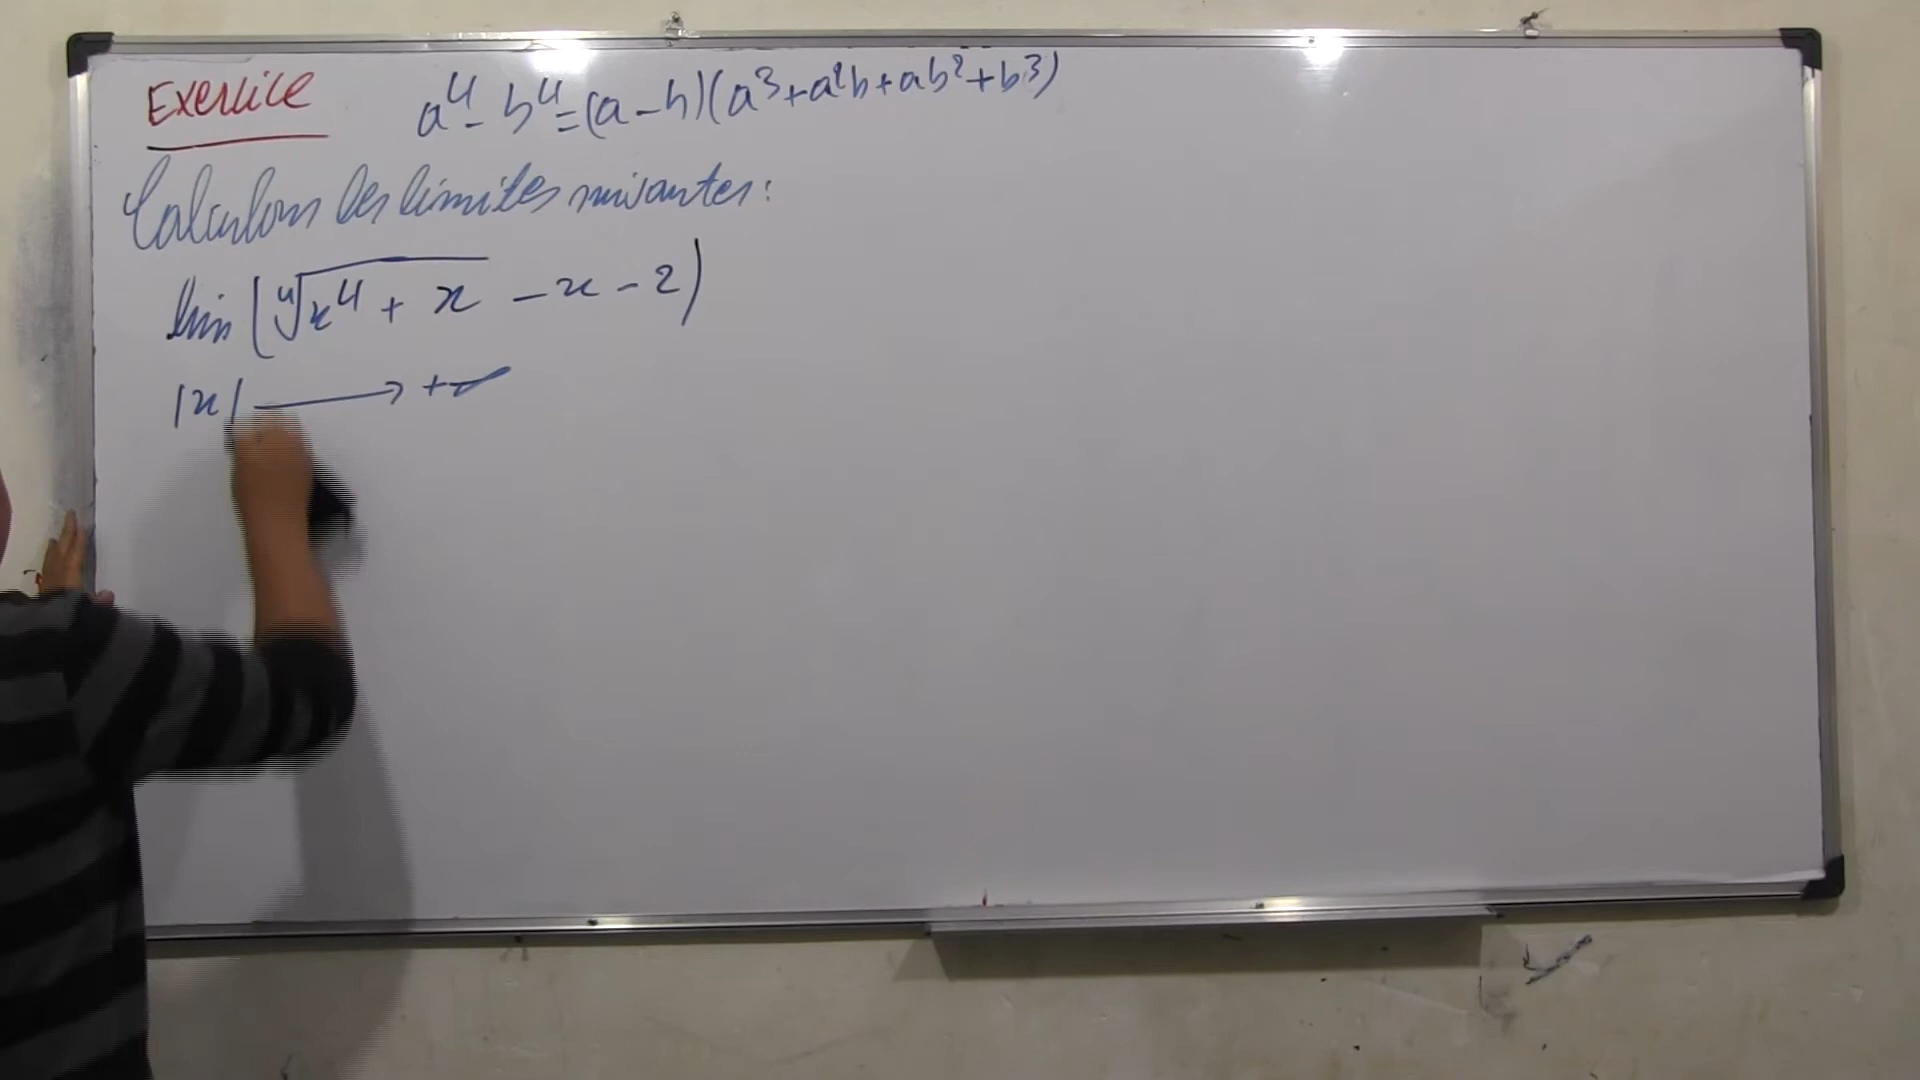 Exercice
a⁴ - b⁴ = (a - b)(a³ + a²b + ab² + b³)
Calculons les limites suivantes :
lim (⁴√(x⁴ + x) - x - 2)
|x| ⟶ +∞